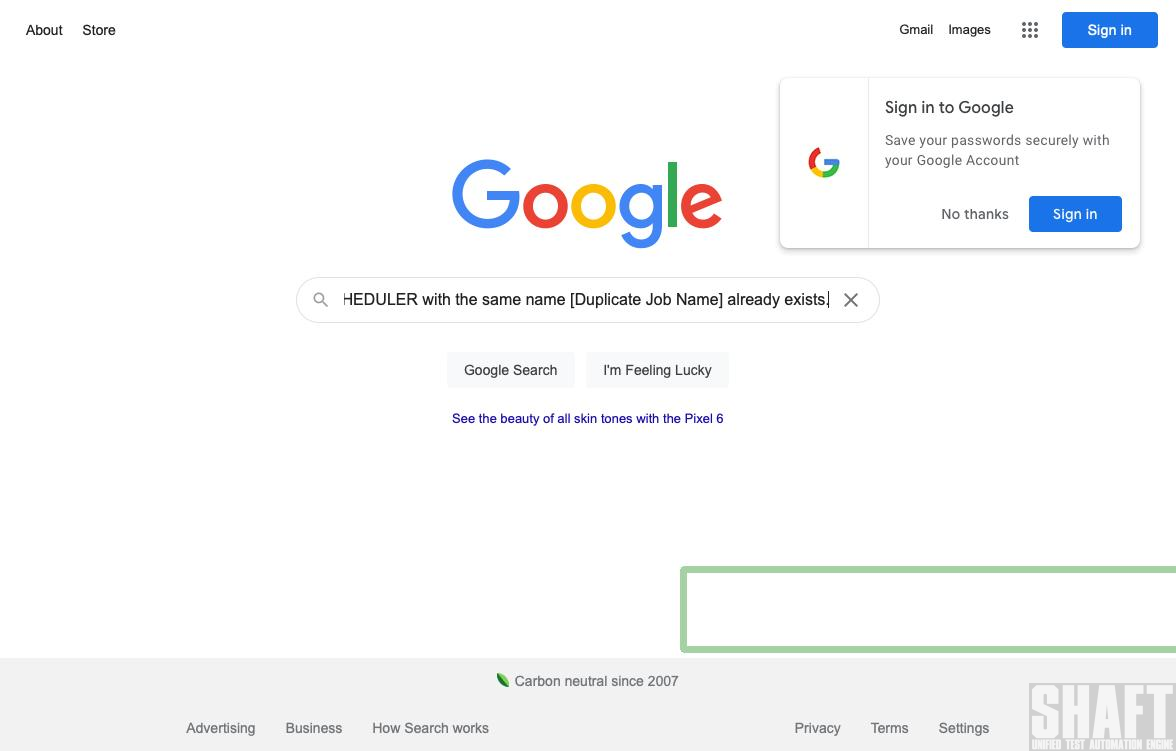 About Store
Gmail Images Sign in
Sign in to Google
Save your passwords securely with
your Google Account
No thanks Sign in
Google
HEDULER with the same name [Duplicate Job Name] already exists.
Google Search I'm Feeling Lucky
See the beauty of all skin tones with the Pixel 6
Carbon neutral since 2007
Advertising Business How Search works
Privacy Terms Settings
SHAFT
UNIFIED TEST AUTOMATION ENGINE